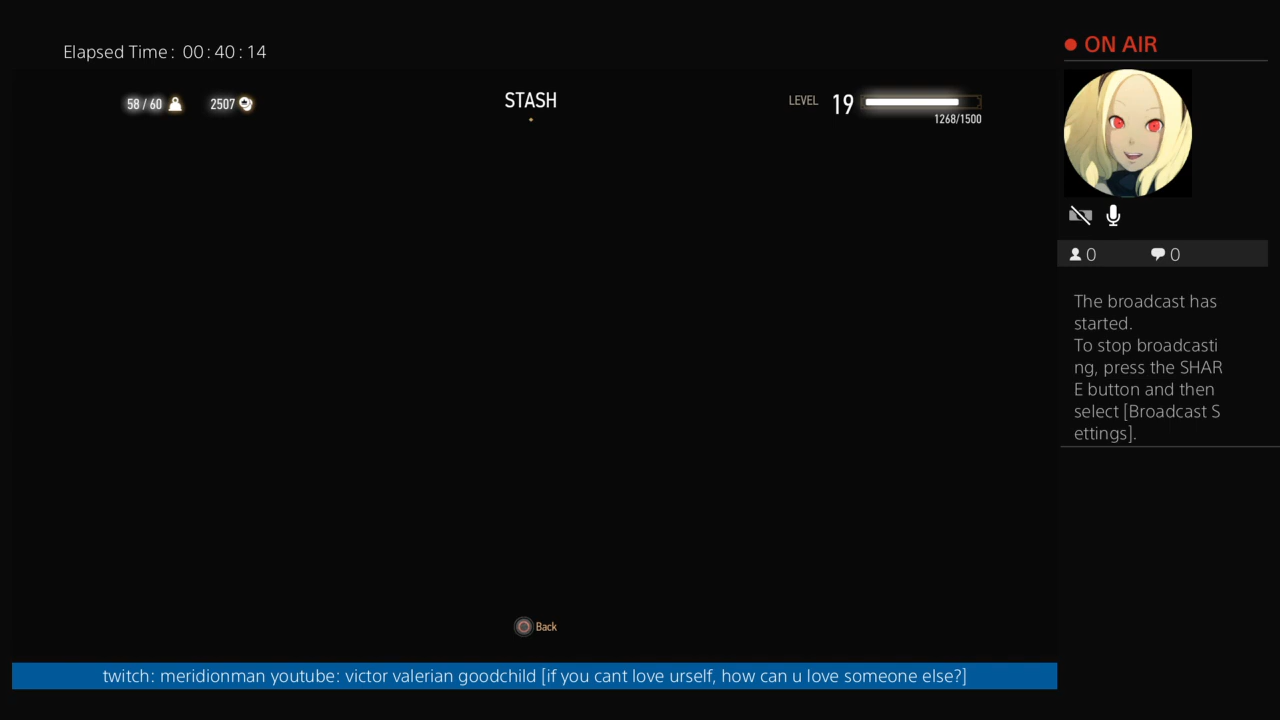 Elapsed Time: 00:40:14
ON AIR
58/60
2507
STASH
LEVEL 19
1268/1500
0 0
The broadcast has
started.
To stop broadcasti
ng, press the SHAR
E button and then
select [Broadcast S
ettings].
Back
twitch: meridionman youtube: victor valerian goodchild [if you cant love urself, how can u love someone else?]